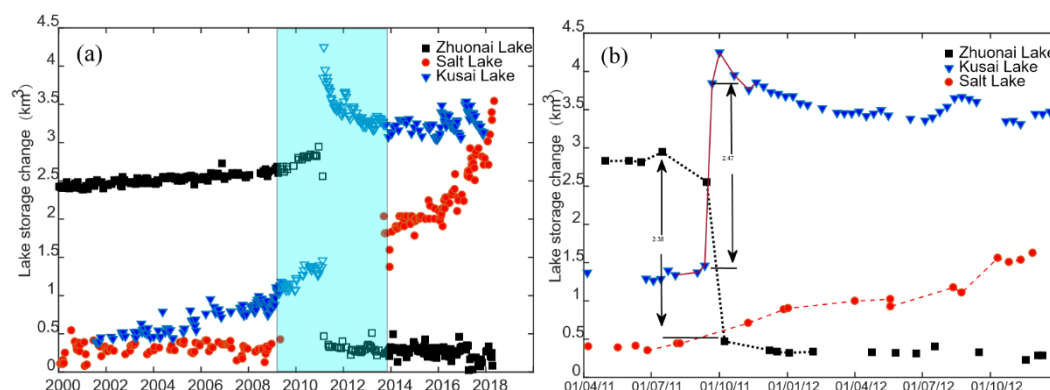 (a)
Zhuonai Lake
Salt Lake
Kusai Lake
Lake storage change (km³)
4.5
4
3.5
3
2.5
2
1.5
1
0.5
0
2000 2002 2004 2006 2008 2010 2012 2014 2016 2018
(b)
Zhuonai Lake
Kusai Lake
Salt Lake
Lake storage change (km³)
4.5
4
3.5
3
2.5
2
1.5
1
0.5
0
2.47
2.36
01/04/11 01/07/11 01/10/11 01/01/12 01/04/12 01/07/12 01/10/12